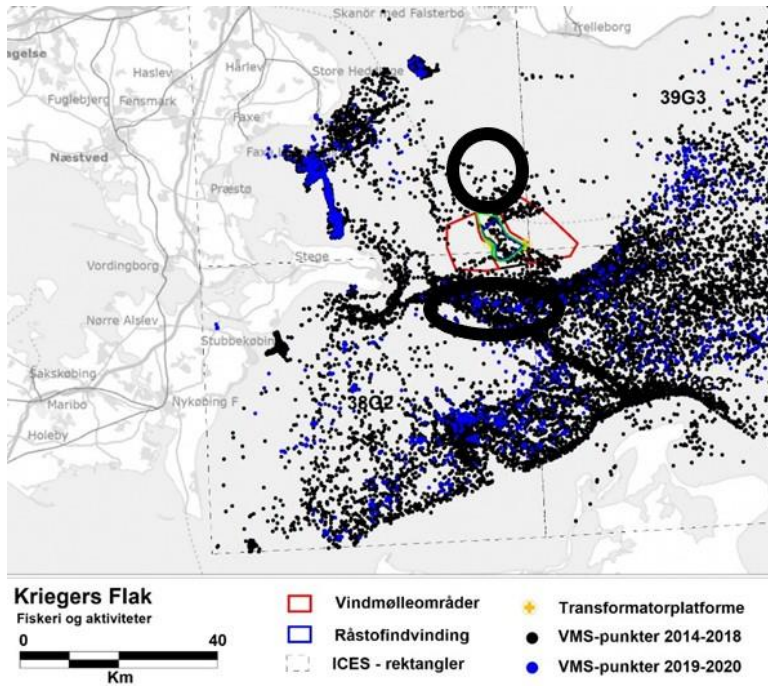 Skanör med Falsterbo
Trelleborg
Haslev
Hårlev
Store Heddinge
Fuglebjerg
Fensmark
39G3
Faxe
Næstved
Præstø
Vordingborg
Stege
Nørre Alslev
Stubbekøbing
Sakskøbing
38G2
Maribo
Nykøbing F
Holeby
Kriegers Flak
Fiskeri og aktiviteter
0 40
Km
Vindmølleområder
Råstofindvinding
ICES - rektangler
Transformatorplatforme
VMS-punkter 2014-2018
VMS-punkter 2019-2020